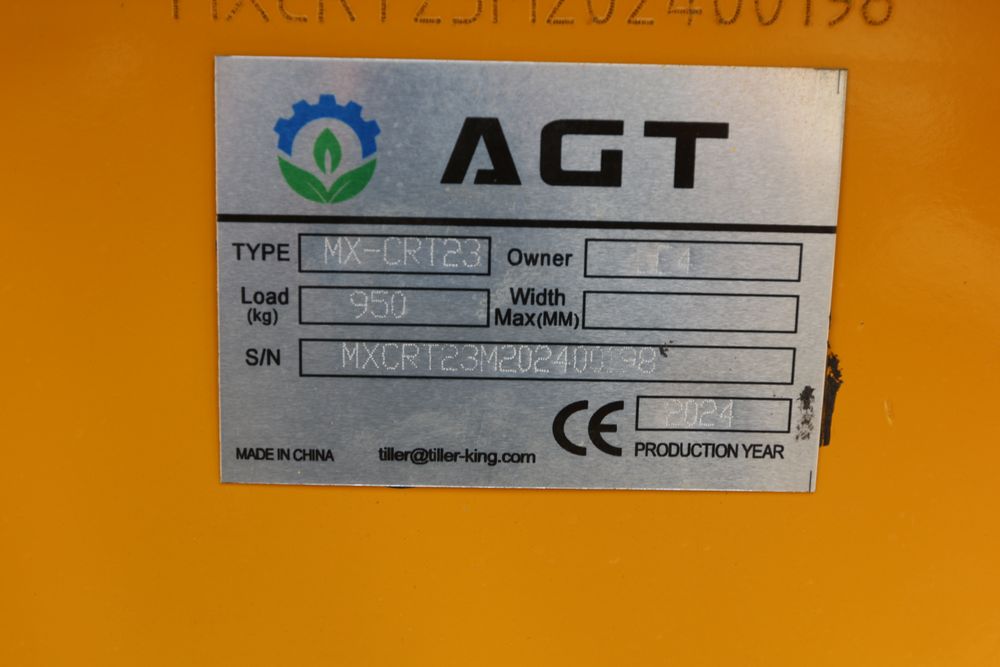 MXCRT23M202400198
AGT
TYPE MX-CRT23 Owner
Load (kg) 950 Width Max(MM)
S/N MXCRT23M202400198
CE 2024
MADE IN CHINA tiller@tiller-king.com PRODUCTION YEAR